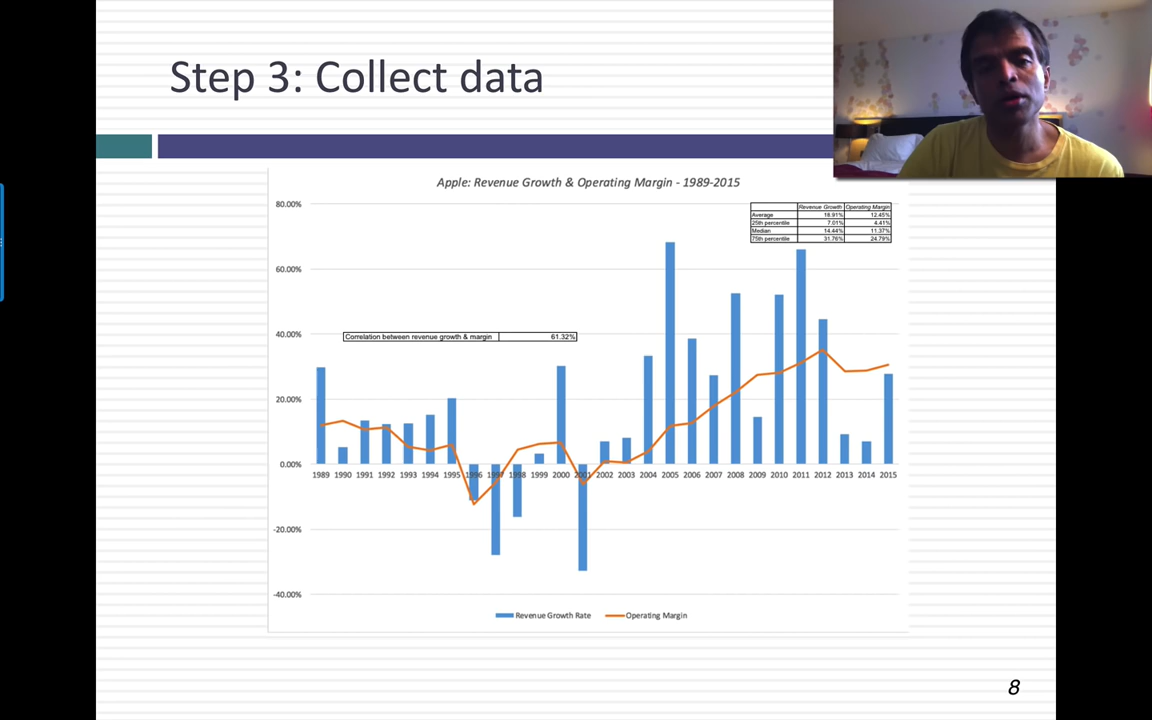 Step 3: Collect data
Apple: Revenue Growth & Operating Margin - 1989-2015
Revenue Growth Operating Margin
Average 18.91% 12.45%
25th percentile 7.01% 4.41%
Median 14.44% 11.37%
75th percentile 31.76% 24.79%
Correlation between revenue growth & margin 61.32%
80.00%
60.00%
40.00%
20.00%
0.00%
-20.00%
-40.00%
1989 1990 1991 1992 1993 1994 1995 1996 1997 1998 1999 2000 2001 2002 2003 2004 2005 2006 2007 2008 2009 2010 2011 2012 2013 2014 2015
Revenue Growth Rate Operating Margin
8